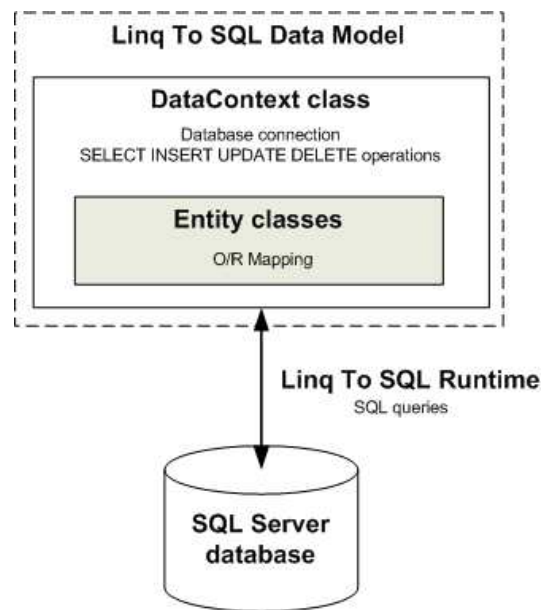 Linq To SQL Data Model
DataContext class
Database connection
SELECT INSERT UPDATE DELETE operations
Entity classes
O/R Mapping
Linq To SQL Runtime
SQL queries
SQL Server
database